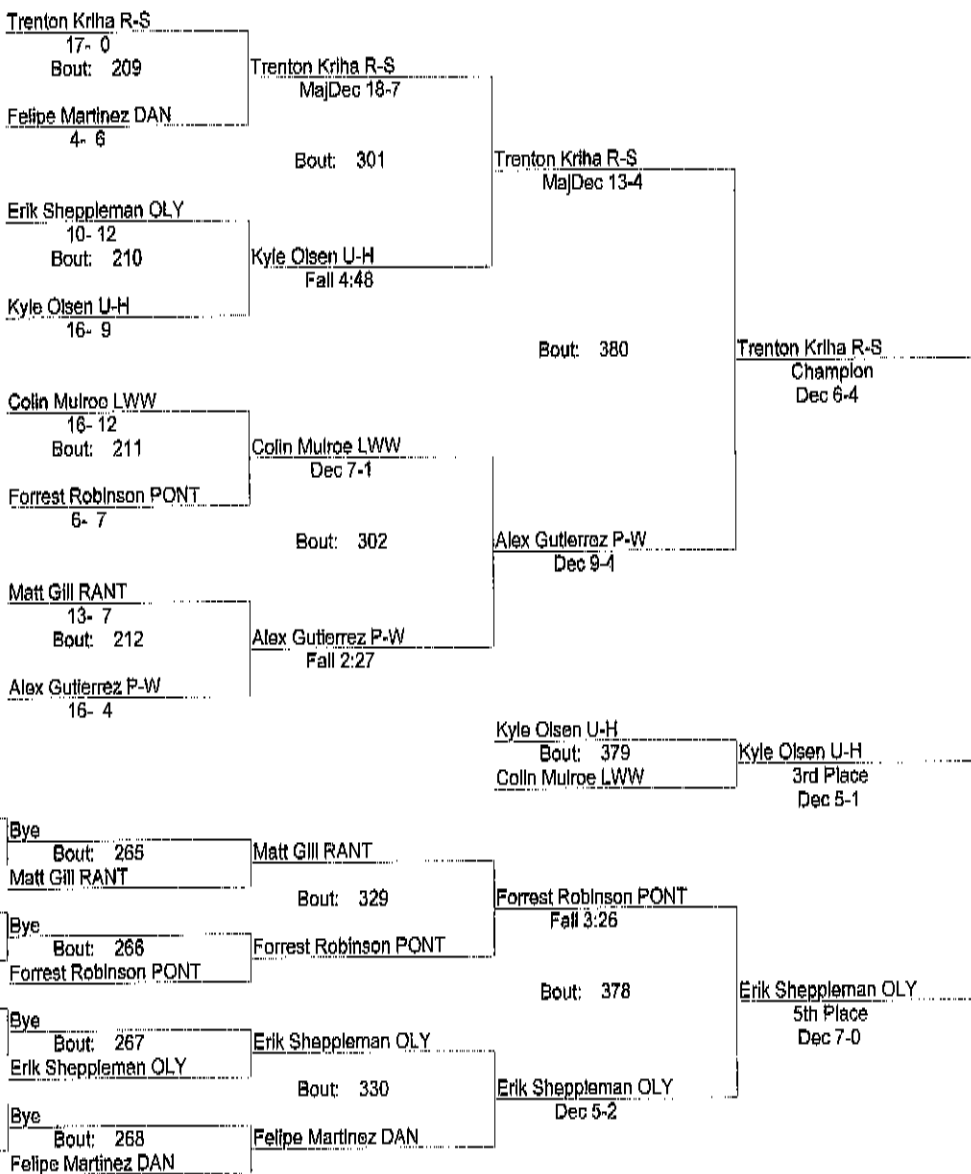 Trenton Kriha R-S
17- 0
Bout: 209
Felipe Martinez DAN
4- 6
Erik Sheppleman OLY
10- 12
Bout: 210
Kyle Olsen U-H
16- 9
Colin Mulroe LWW
16- 12
Bout: 211
Forrest Robinson PONT
6- 7
Matt Gill RANT
13- 7
Bout: 212
Alex Gutierrez P-W
16- 4
Trenton Kriha R-S
MajDec 18-7
Bout: 301
Kyle Olsen U-H
Fall 4:48
Colin Mulroe LWW
Dec 7-1
Bout: 302
Alex Gutierrez P-W
Fall 2:27
Trenton Kriha R-S
MajDec 13-4
Bout: 380
Alex Gutierrez P-W
Dec 9-4
Trenton Kriha R-S
Champion
Dec 6-4
Kyle Olsen U-H
Bout: 379
Colin Mulroe LWW
Kyle Olsen U-H
3rd Place
Dec 5-1
Bye
Bout: 265
Matt Gill RANT
Bye
Bout: 266
Forrest Robinson PONT
Bye
Bout: 267
Erik Sheppleman OLY
Bye
Bout: 268
Felipe Martinez DAN
Matt Gill RANT
Bout: 329
Forrest Robinson PONT
Erik Sheppleman OLY
Bout: 330
Felipe Martinez DAN
Forrest Robinson PONT
Fall 3:26
Bout: 378
Erik Sheppleman OLY
Dec 5-2
Erik Sheppleman OLY
5th Place
Dec 7-0